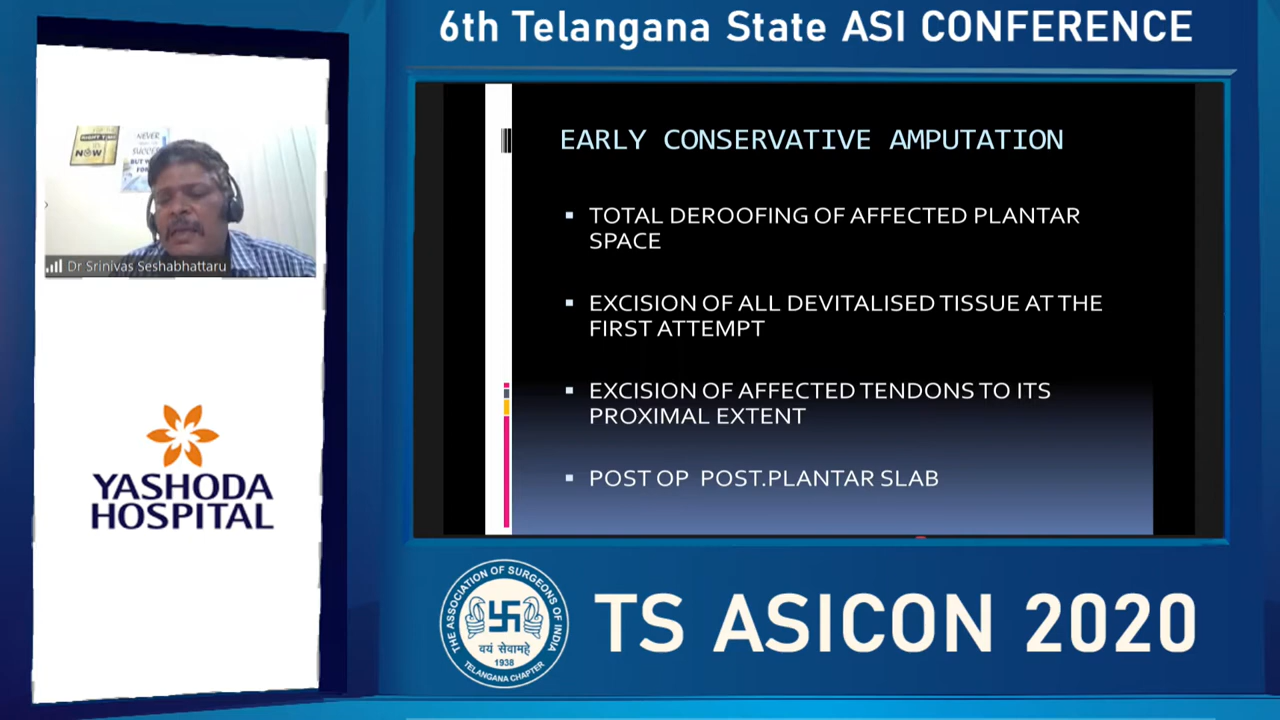 6th Telangana State ASI CONFERENCE
NOW
NEVER
Dr Srinivas Seshabhattaru
YASHODA
HOSPITAL
EARLY CONSERVATIVE AMPUTATION
▪ TOTAL DEROOFING OF AFFECTED PLANTAR
SPACE
▪ EXCISION OF ALL DEVITALISED TISSUE AT THE
FIRST ATTEMPT
▪ EXCISION OF AFFECTED TENDONS TO ITS
PROXIMAL EXTENT
▪ POST OP POST.PLANTAR SLAB
THE ASSOCIATION OF SURGEONS OF INDIA
वयं सेवामहे
1938
TELANGANA CHAPTER
TS ASICON 2020